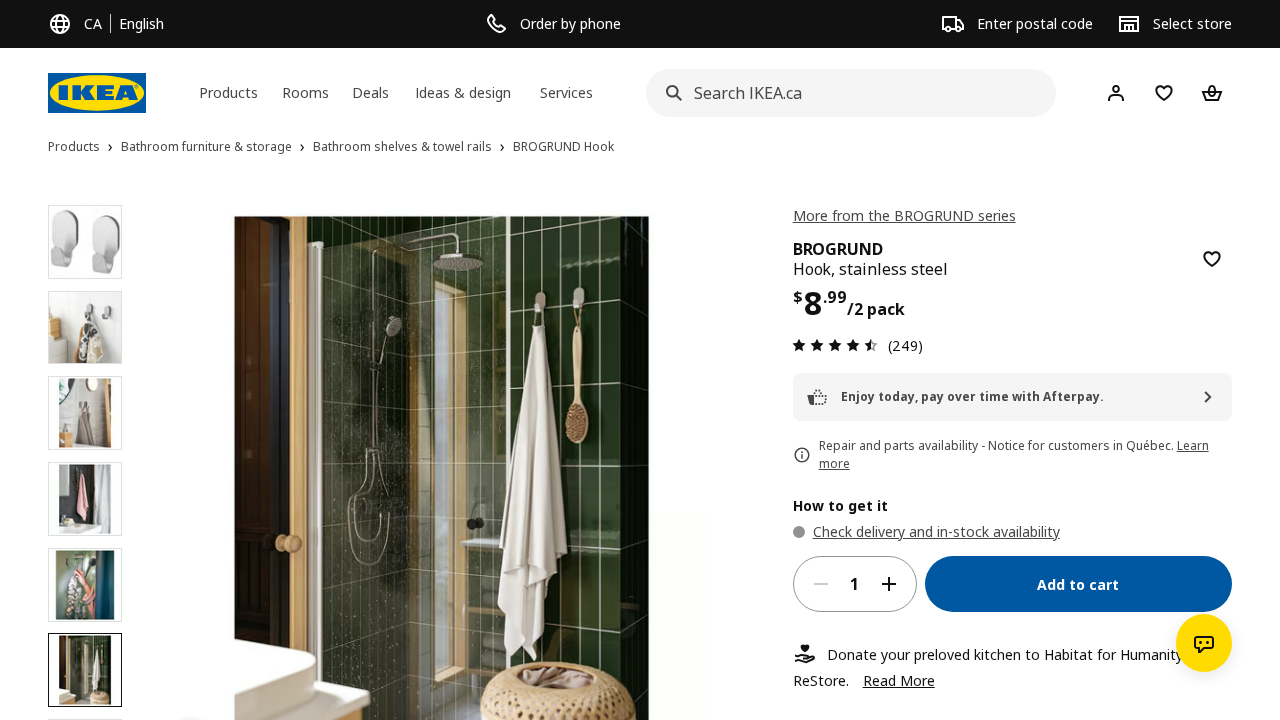 CA
English
Order by phone
Enter postal code
Select store
IKEA
Products
Rooms
Deals
Ideas & design
Services
Search IKEA.ca
Products › Bathroom furniture & storage › Bathroom shelves & towel rails › BROGRUND Hook
More from the BROGRUND series
BROGRUND
Hook, stainless steel
$8.99/2 pack
(249)
Enjoy today, pay over time with Afterpay.
Repair and parts availability - Notice for customers in Québec. Learn
more
How to get it
Check delivery and in-stock availability
1
Add to cart
Donate your preloved kitchen to Habitat for Humanity
ReStore. Read More